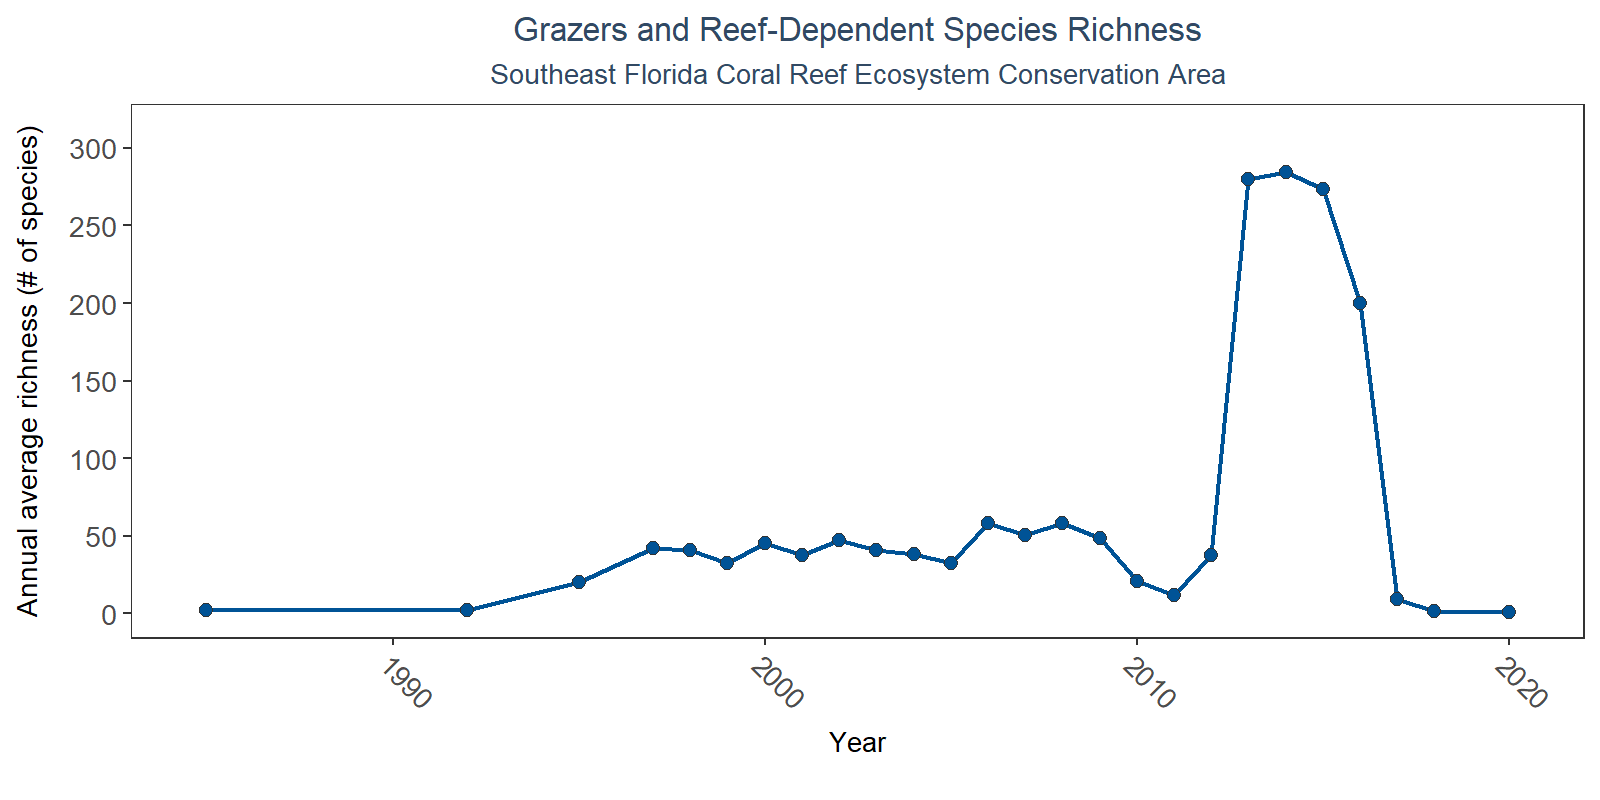 Grazers and Reef-Dependent Species Richness
Southeast Florida Coral Reef Ecosystem Conservation Area
Annual average richness (# of species)
300
250
200
150
100
50
0
1990
2000
2010
2020
Year